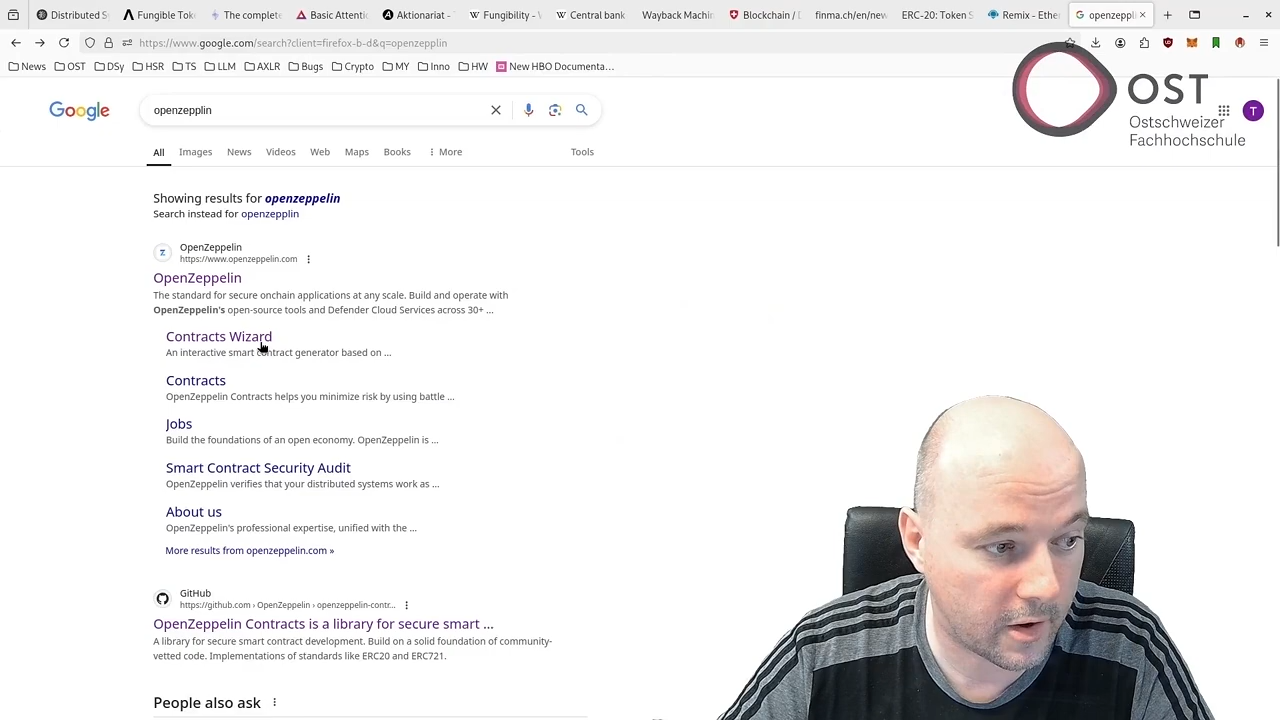 Distributed S
Fungible Tok
The complete
Basic Attenti
Aktionariat -
Fungibility - V
Central bank
Wayback Machi
Blockchain / D
finma.ch/en/new
ERC-20: Token S
Remix - Ether
openzeppli
https://www.google.com/search?client=firefox-b-d&q=openzepplin
News OST DSy HSR TS LLM AXLR Bugs Crypto MY Inno HW New HBO Documenta…
OST
Ostschweizer
Fachhochschule
T
Google
openzepplin
All Images News Videos Web Maps Books More Tools
Showing results for openzeppelin
Search instead for openzepplin
OpenZeppelin
https://www.openzeppelin.com
OpenZeppelin
The standard for secure onchain applications at any scale. Build and operate with
OpenZeppelin's open-source tools and Defender Cloud Services across 30+ ...
Contracts Wizard
An interactive smart contract generator based on ...
Contracts
OpenZeppelin Contracts helps you minimize risk by using battle ...
Jobs
Build the foundations of an open economy. OpenZeppelin is ...
Smart Contract Security Audit
OpenZeppelin verifies that your distributed systems work as ...
About us
OpenZeppelin's professional expertise, unified with the ...
More results from openzeppelin.com »
GitHub
https://github.com › OpenZeppelin › openzeppelin-contr...
OpenZeppelin Contracts is a library for secure smart ...
A library for secure smart contract development. Build on a solid foundation of community-
vetted code. Implementations of standards like ERC20 and ERC721.
People also ask